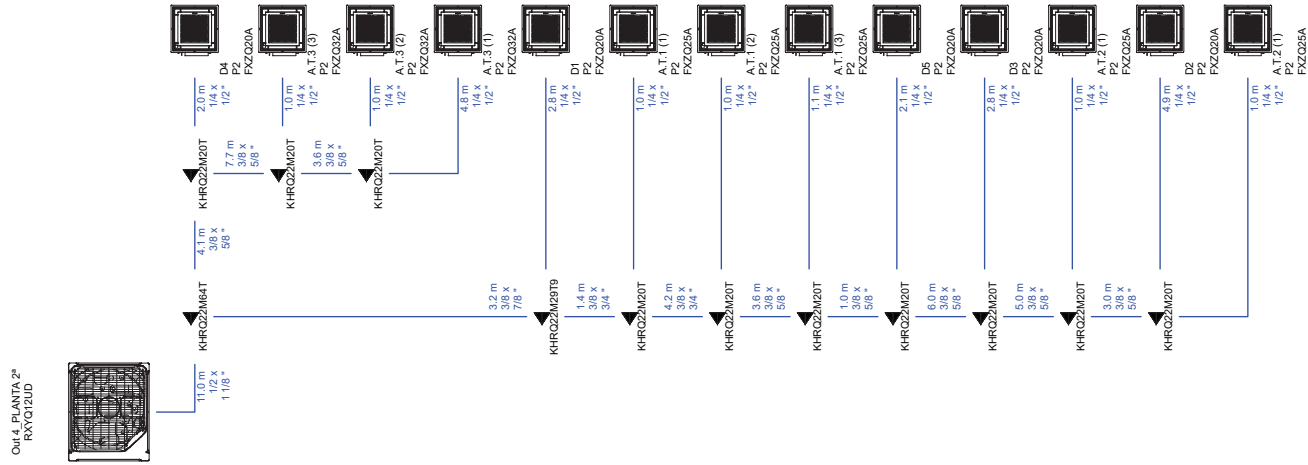 D4
P2
FXZQ20A
A.T.3 (3)
P2
FXZQ32A
A.T.3 (2)
P2
FXZQ32A
A.T.3 (1)
P2
FXZQ32A
D1
P2
FXZQ20A
A.T.1 (1)
P2
FXZQ25A
A.T.1 (2)
P2
FXZQ25A
A.T.1 (3)
P2
FXZQ25A
D5
P2
FXZQ20A
D3
P2
FXZQ20A
A.T.2 (1)
P2
FXZQ25A
D2
P2
FXZQ20A
A.T.2 (1)
P2
FXZQ25A
2.0 m
1/4 x
1/2"
1.0 m
1/4 x
1/2"
1.0 m
1/4 x
1/2"
4.8 m
1/4 x
1/2"
2.8 m
1/4 x
1/2"
1.0 m
1/4 x
1/2"
1.0 m
1/4 x
1/2"
1.1 m
1/4 x
1/2"
2.1 m
1/4 x
1/2"
2.8 m
1/4 x
1/2"
1.0 m
1/4 x
1/2"
4.9 m
1/4 x
1/2"
1.0 m
1/4 x
1/2"
KHRQ22M20T
7.7 m
3/8 x
5/8"
KHRQ22M20T
3.6 m
3/8 x
5/8"
KHRQ22M20T
4.1 m
3/8 x
5/8"
KHRQ22M64T
3.2 m
3/8 x
7/8"
KHRQ22M29T9
1.4 m
3/8 x
3/4"
KHRQ22M20T
4.2 m
3/8 x
3/4"
KHRQ22M20T
3.6 m
3/8 x
5/8"
KHRQ22M20T
1.0 m
3/8 x
5/8"
KHRQ22M20T
6.0 m
3/8 x
5/8"
KHRQ22M20T
5.0 m
3/8 x
5/8"
KHRQ22M20T
3.0 m
3/8 x
5/8"
KHRQ22M20T
11.0 m
1/2 x
1 1/8"
Out 4_PLANTA 2ª
RXYQ12UD